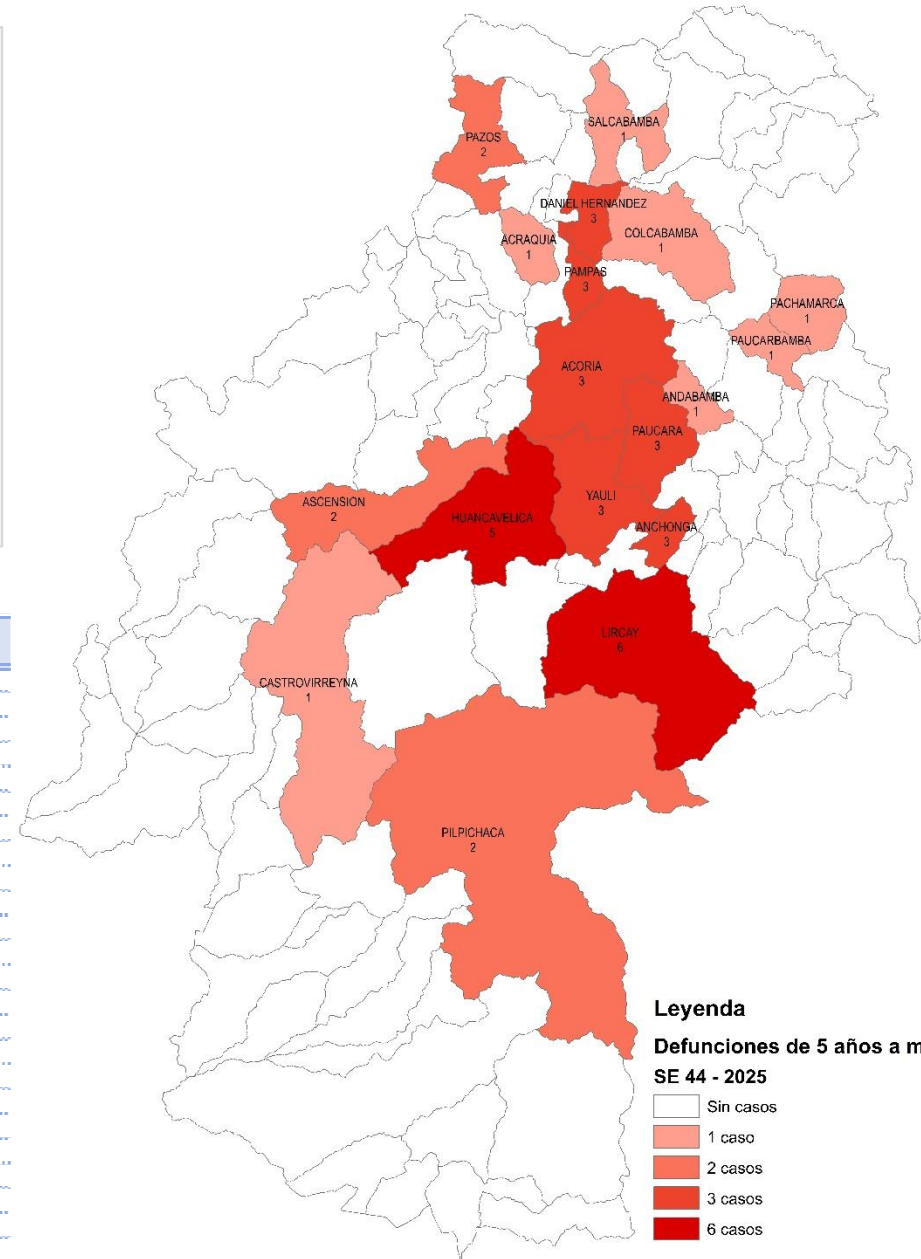 SALCABAMBA
1
PAZOS
2
DANIEL HERNANDEZ
3
COLCABAMBA
1
ACRAQUIA
1
PAMPAS
3
PACHAMARCA
1
PAUCARBAMBA
1
ACORIA
3
ANDABAMBA
1
PAUCARA
3
YAULI
3
ASCENSION
2
HUANCAVELICA
5
ANCHONGA
3
LIRCAY
6
CASTROVIRREYNA
1
PILPICHACA
2
Leyenda
Defunciones de 5 años a m
SE 44 - 2025
Sin casos
1 caso
2 casos
3 casos
6 casos